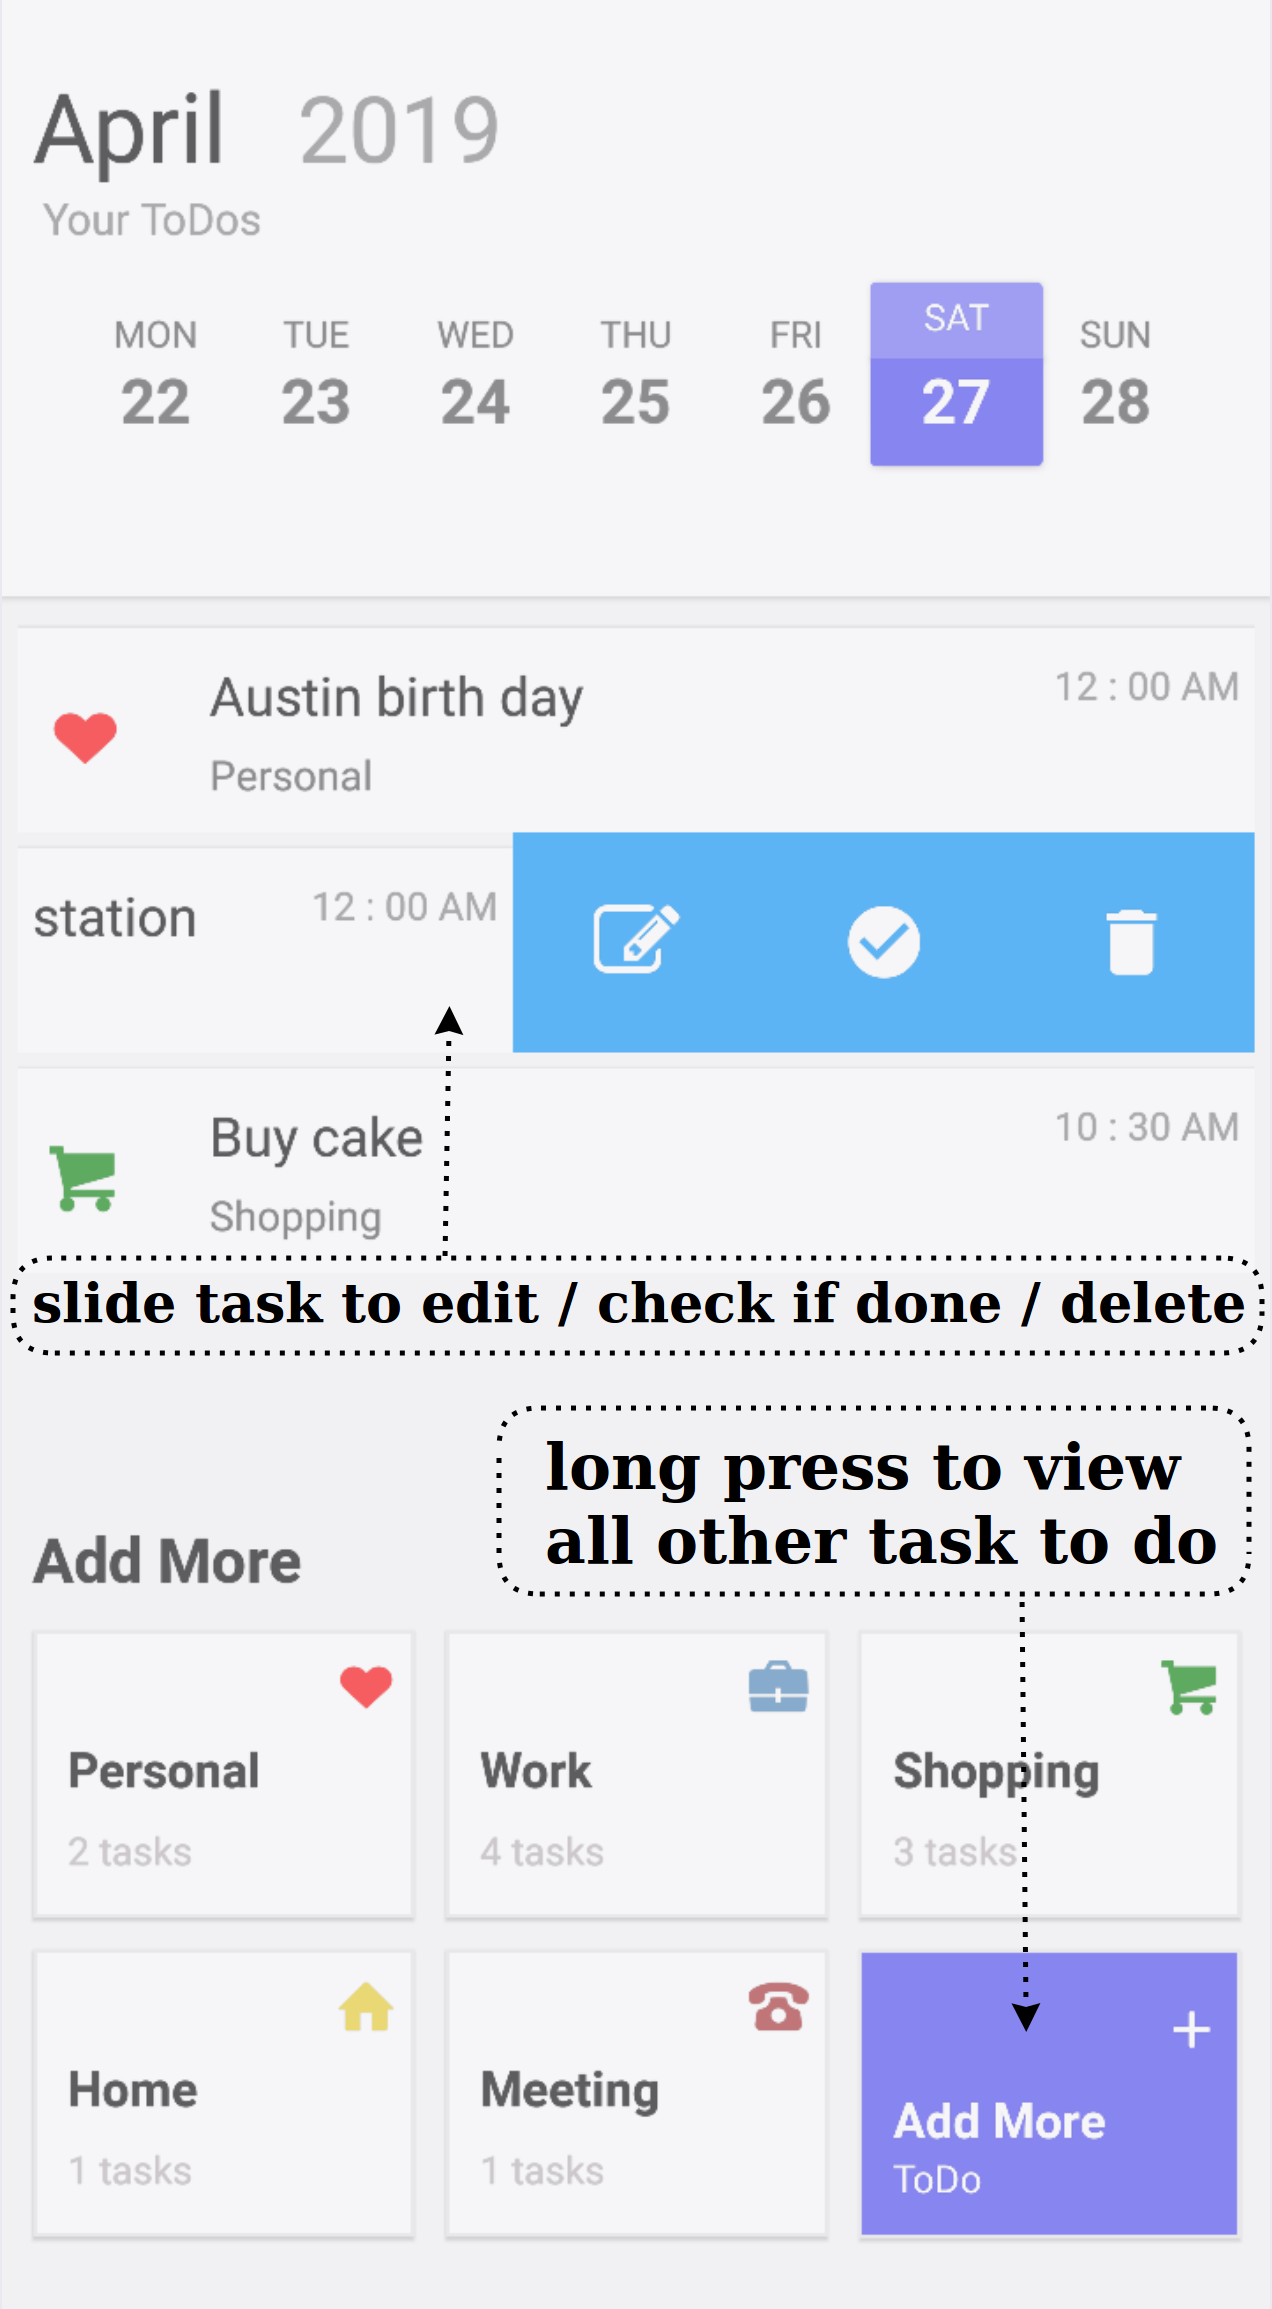 April 2019
Your ToDos
MON TUE WED THU FRI SAT SUN
22 23 24 25 26 27 28
Austin birth day 12 : 00 AM
Personal
station 12 : 00 AM
Buy cake 10 : 30 AM
Shopping
slide task to edit / check if done / delete
long press to view
all other task to do
Add More
Personal Work Shopping
2 tasks 4 tasks 3 tasks
Home Meeting Add More
1 tasks 1 tasks ToDo